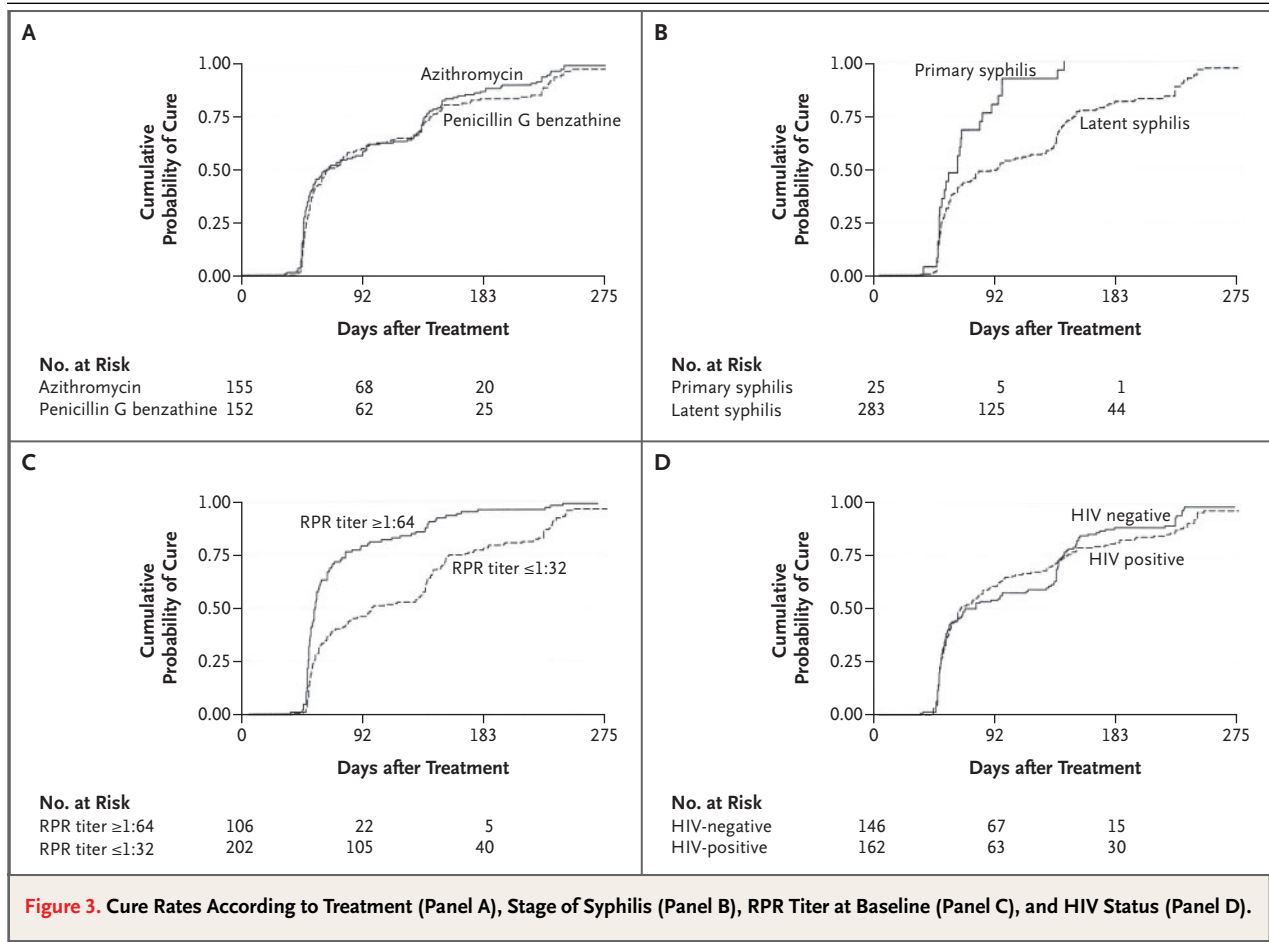 A
Cumulative
Probability of Cure
1.00
0.75
0.50
0.25
0.00
Azithromycin
Penicillin G benzathine
0 92 183 275
Days after Treatment
No. at Risk
Azithromycin 155 68 20
Penicillin G benzathine 152 62 25
B
Cumulative
Probability of Cure
1.00
0.75
0.50
0.25
0.00
Primary syphilis
Latent syphilis
0 92 183 275
Days after Treatment
No. at Risk
Primary syphilis 25 5 1
Latent syphilis 283 125 44
C
Cumulative
Probability of Cure
1.00
0.75
0.50
0.25
0.00
RPR titer ≥1:64
RPR titer ≤1:32
0 92 183 275
Days after Treatment
No. at Risk
RPR titer ≥1:64 106 22 5
RPR titer ≤1:32 202 105 40
D
Cumulative
Probability of Cure
1.00
0.75
0.50
0.25
0.00
HIV negative
HIV positive
0 92 183 275
Days after Treatment
No. at Risk
HIV-negative 146 67 15
HIV-positive 162 63 30
Figure 3. Cure Rates According to Treatment (Panel A), Stage of Syphilis (Panel B), RPR Titer at Baseline (Panel C), and HIV Status (Panel D).